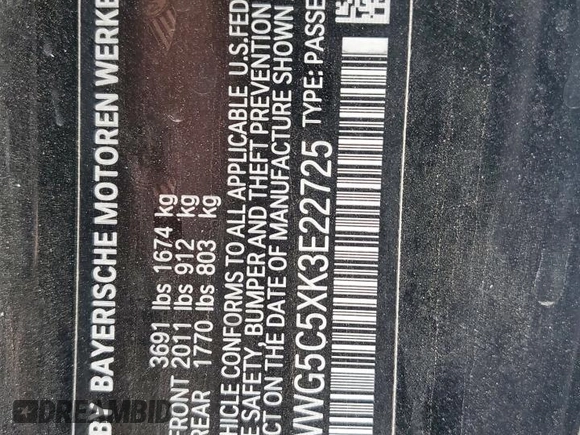 BY BAYERISCHE MOTOREN WERKE
3691 lbs 1674 kg
FRONT 2011 lbs 912 kg
REAR 1770 lbs 803 kg
HICLE CONFORMS TO ALL APPLICABLE U.S.FED
E SAFETY, BUMPER AND THEFT PREVENTION
CT ON THE DATE OF MANUFACTURE SHOWN
WG5C5XK3E22725 TYPE: PASSE
DREAMBID